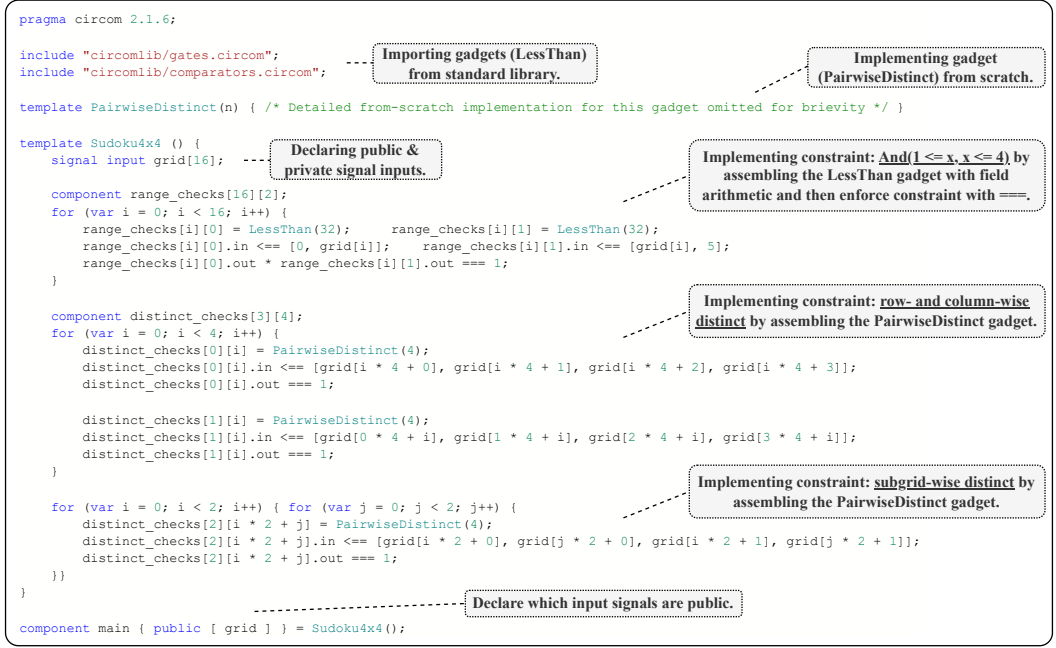 pragma circom 2.1.6;
include "circomlib/gates.circom";
include "circomlib/comparators.circom";
Importing gadgets (LessThan)
from standard library.
Implementing gadget
(PairwiseDistinct) from scratch.
template PairwiseDistinct(n) { /* Detailed from-scratch implementation for this gadget omitted for brievity */ }
template Sudoku4x4 () {
signal input grid[16];
Declaring public &
private signal inputs.
Implementing constraint: And(1 <= x, x <= 4) by
assembling the LessThan gadget with field
arithmetic and then enforce constraint with ===.
component range_checks[16][2];
for (var i = 0; i < 16; i++) {
range_checks[i][0] = LessThan(32); range_checks[i][1] = LessThan(32);
range_checks[i][0].in <== [0, grid[i]]; range_checks[i][1].in <== [grid[i], 5];
range_checks[i][0].out * range_checks[i][1].out === 1;
}
Implementing constraint: row- and column-wise
distinct by assembling the PairwiseDistinct gadget.
component distinct_checks[3][4];
for (var i = 0; i < 4; i++) {
distinct_checks[0][i] = PairwiseDistinct(4);
distinct_checks[0][i].in <== [grid[i * 4 + 0], grid[i * 4 + 1], grid[i * 4 + 2], grid[i * 4 + 3]];
distinct_checks[0][i].out === 1;
distinct_checks[1][i] = PairwiseDistinct(4);
distinct_checks[1][i].in <== [grid[0 * 4 + i], grid[1 * 4 + i], grid[2 * 4 + i], grid[3 * 4 + i]];
distinct_checks[1][i].out === 1;
}
Implementing constraint: subgrid-wise distinct by
assembling the PairwiseDistinct gadget.
for (var i = 0; i < 2; i++) { for (var j = 0; j < 2; j++) {
distinct_checks[2][i * 2 + j] = PairwiseDistinct(4);
distinct_checks[2][i * 2 + j].in <== [grid[i * 2 + 0], grid[j * 2 + 0], grid[i * 2 + 1], grid[j * 2 + 1]];
distinct_checks[2][i * 2 + j].out === 1;
}}
}
Declare which input signals are public.
component main { public [ grid ] } = Sudoku4x4();